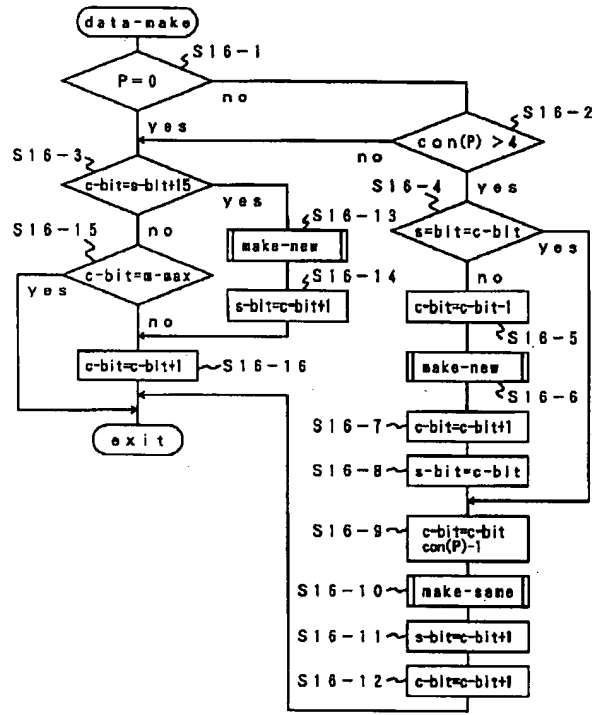 data-make
S16-1
P=0
no
S16-2
yes
con(P)>4
no
S16-3
yes
S16-4
c-bit=s-bit+15
yes
S16-13
s=bit=c-bit
yes
no
make-new
S16-15
no
S16-14
c-bit=m-max
yes
s-bit=c-bit+1
c-bit=c-bit-1
no
S16-5
c-bit=c-bit+1
S16-16
make-new
S16-6
exit
S16-7
c-bit=c-bit+1
S16-8
s-bit=c-bit
S16-9
c-bit=c-bit
con(P)-1
S16-10
make-same
S16-11
s-bit=c-bit+1
S16-12
c-bit=c-bit+1